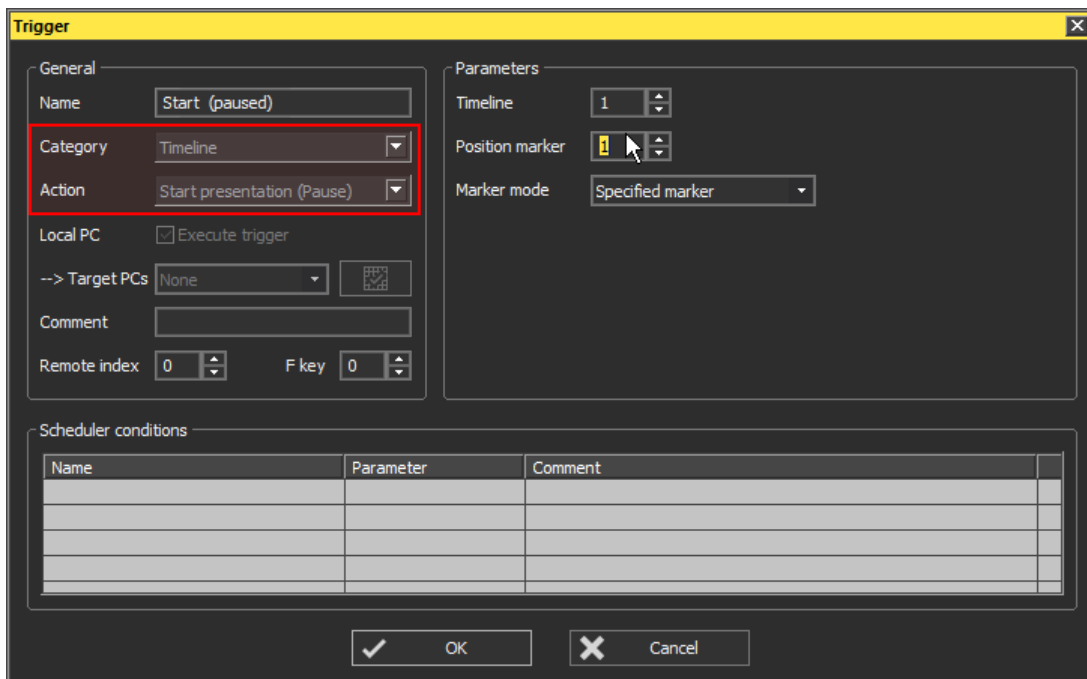 Trigger
General
Name Start (paused)
Category Timeline
Action Start presentation (Pause)
Local PC Execute trigger
--> Target PCs None
Comment
Remote index 0 F key 0
Parameters
Timeline 1
Position marker 1
Marker mode Specified marker
Scheduler conditions
Name Parameter Comment
OK Cancel